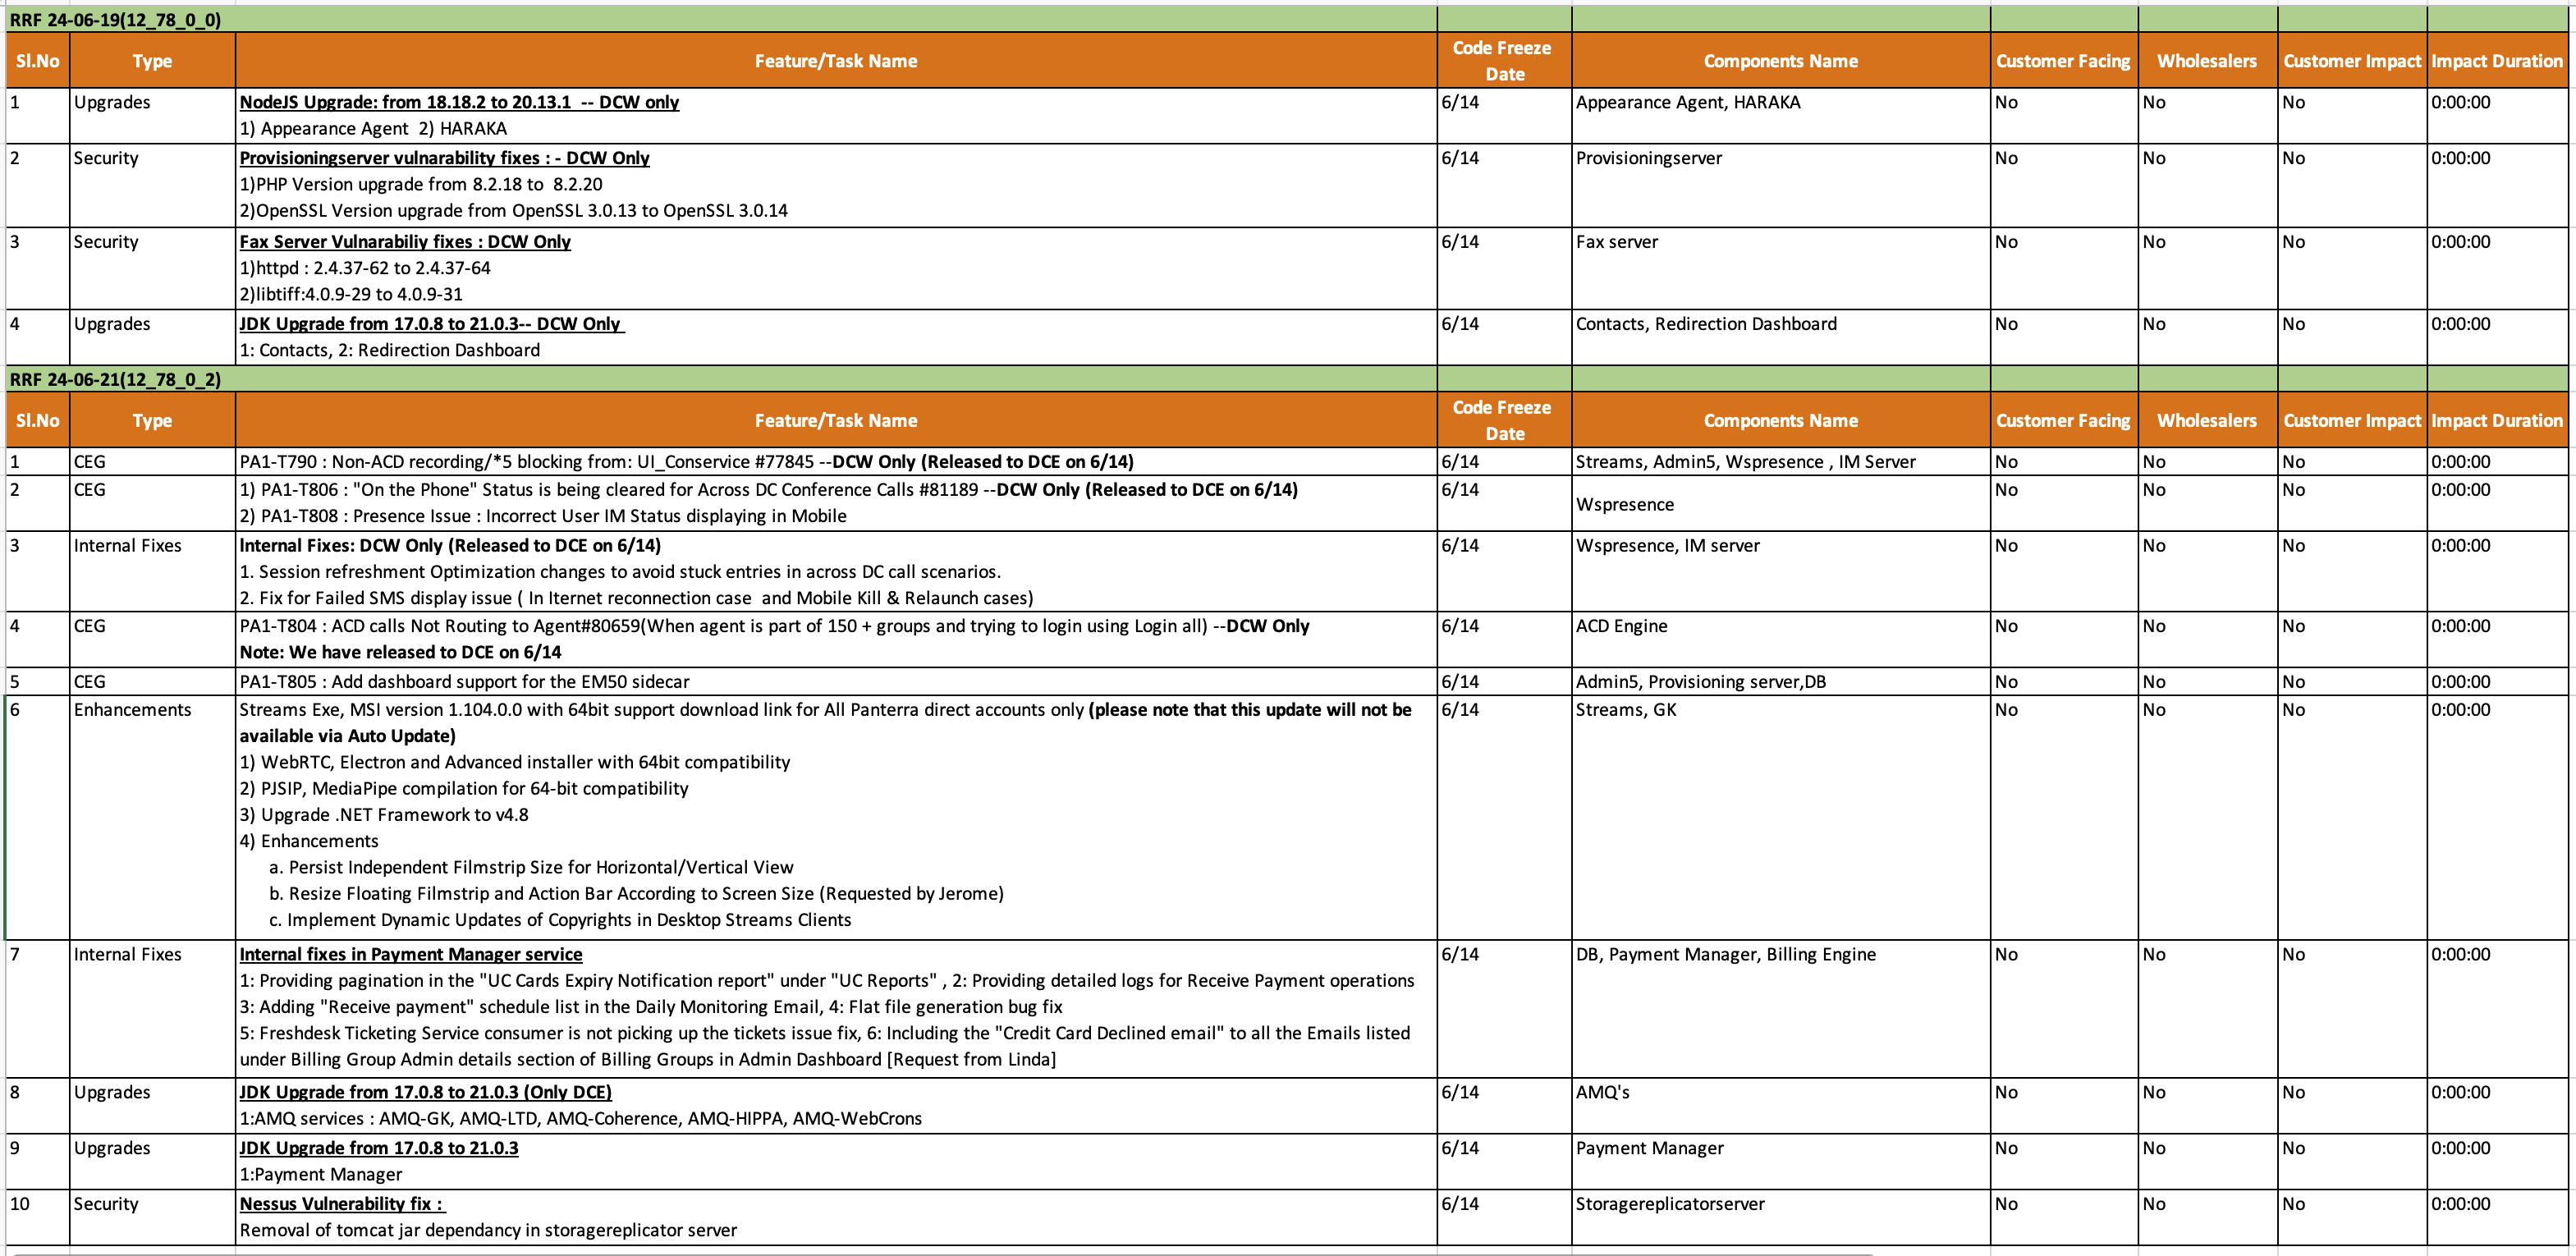 RRF 24-06-19(12_78_0_0)
Sl.No Type Feature/Task Name Code Freeze Date Components Name Customer Facing Wholesalers Customer Impact Impact Duration
1 Upgrades NodeJS Upgrade: from 18.18.2 to 20.13.1 -- DCW only 6/14 Appearance Agent, HARAKA No No No 0:00:00
1) Appearance Agent 2) HARAKA
2 Security Provisioningserver vulnarability fixes : - DCW Only 6/14 Provisioningserver No No No 0:00:00
1)PHP Version upgrade from 8.2.18 to 8.2.20
2)OpenSSL Version upgrade from OpenSSL 3.0.13 to OpenSSL 3.0.14
3 Security Fax Server Vulnarabiliy fixes : DCW Only 6/14 Fax server No No No 0:00:00
1)httpd : 2.4.37-62 to 2.4.37-64
2)libtiff:4.0.9-29 to 4.0.9-31
4 Upgrades JDK Upgrade from 17.0.8 to 21.0.3-- DCW Only 6/14 Contacts, Redirection Dashboard No No No 0:00:00
1: Contacts, 2: Redirection Dashboard
RRF 24-06-21(12_78_0_2)
Sl.No Type Feature/Task Name Code Freeze Date Components Name Customer Facing Wholesalers Customer Impact Impact Duration
1 CEG PA1-T790 : Non-ACD recording/*5 blocking from: UI_Conservice #77845 --DCW Only (Released to DCE on 6/14) 6/14 Streams, Admin5, Wspresence , IM Server No No No 0:00:00
2 CEG 1) PA1-T806 : "On the Phone" Status is being cleared for Across DC Conference Calls #81189 --DCW Only (Released to DCE on 6/14) 6/14 Wspresence No No No 0:00:00
2) PA1-T808 : Presence Issue : Incorrect User IM Status displaying in Mobile
3 Internal Fixes Internal Fixes: DCW Only (Released to DCE on 6/14) 6/14 Wspresence, IM server No No No 0:00:00
1. Session refreshment Optimization changes to avoid stuck entries in across DC call scenarios.
2. Fix for Failed SMS display issue ( In Iternet reconnection case and Mobile Kill & Relaunch cases)
4 CEG PA1-T804 : ACD calls Not Routing to Agent#80659(When agent is part of 150 + groups and trying to login using Login all) --DCW Only 6/14 ACD Engine No No No 0:00:00
Note: We have released to DCE on 6/14
5 CEG PA1-T805 : Add dashboard support for the EM50 sidecar 6/14 Admin5, Provisioning server,DB No No No 0:00:00
6 Enhancements Streams Exe, MSI version 1.104.0.0 with 64bit support download link for All Panterra direct accounts only (please note that this update will not be 6/14 Streams, GK No No No 0:00:00
available via Auto Update)
1) WebRTC, Electron and Advanced installer with 64bit compatibility
2) PJSIP, MediaPipe compilation for 64-bit compatibility
3) Upgrade .NET Framework to v4.8
4) Enhancements
a. Persist Independent Filmstrip Size for Horizontal/Vertical View
b. Resize Floating Filmstrip and Action Bar According to Screen Size (Requested by Jerome)
c. Implement Dynamic Updates of Copyrights in Desktop Streams Clients
7 Internal Fixes Internal fixes in Payment Manager service 6/14 DB, Payment Manager, Billing Engine No No No 0:00:00
1: Providing pagination in the "UC Cards Expiry Notification report" under "UC Reports" , 2: Providing detailed logs for Receive Payment operations
3: Adding "Receive payment" schedule list in the Daily Monitoring Email, 4: Flat file generation bug fix
5: Freshdesk Ticketing Service consumer is not picking up the tickets issue fix, 6: Including the "Credit Card Declined email" to all the Emails listed
under Billing Group Admin details section of Billing Groups in Admin Dashboard [Request from Linda]
8 Upgrades JDK Upgrade from 17.0.8 to 21.0.3 (Only DCE) 6/14 AMQ's No No No 0:00:00
1:AMQ services : AMQ-GK, AMQ-LTD, AMQ-Coherence, AMQ-HIPPA, AMQ-WebCrons
9 Upgrades JDK Upgrade from 17.0.8 to 21.0.3 6/14 Payment Manager No No No 0:00:00
1:Payment Manager
10 Security Nessus Vulnerability fix : 6/14 Storagereplicatorserver No No No 0:00:00
Removal of tomcat jar dependancy in storagereplicator server